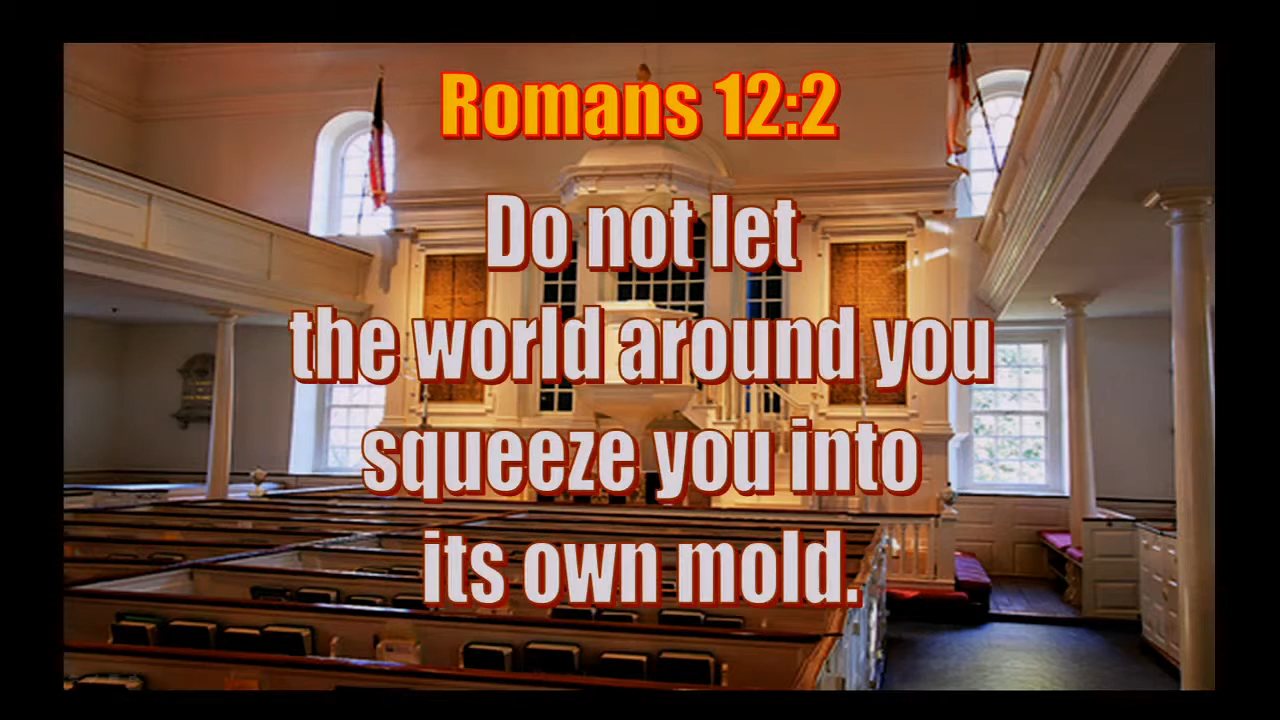 Romans 12:2
Do not let
the world around you
squeeze you into
its own mold.